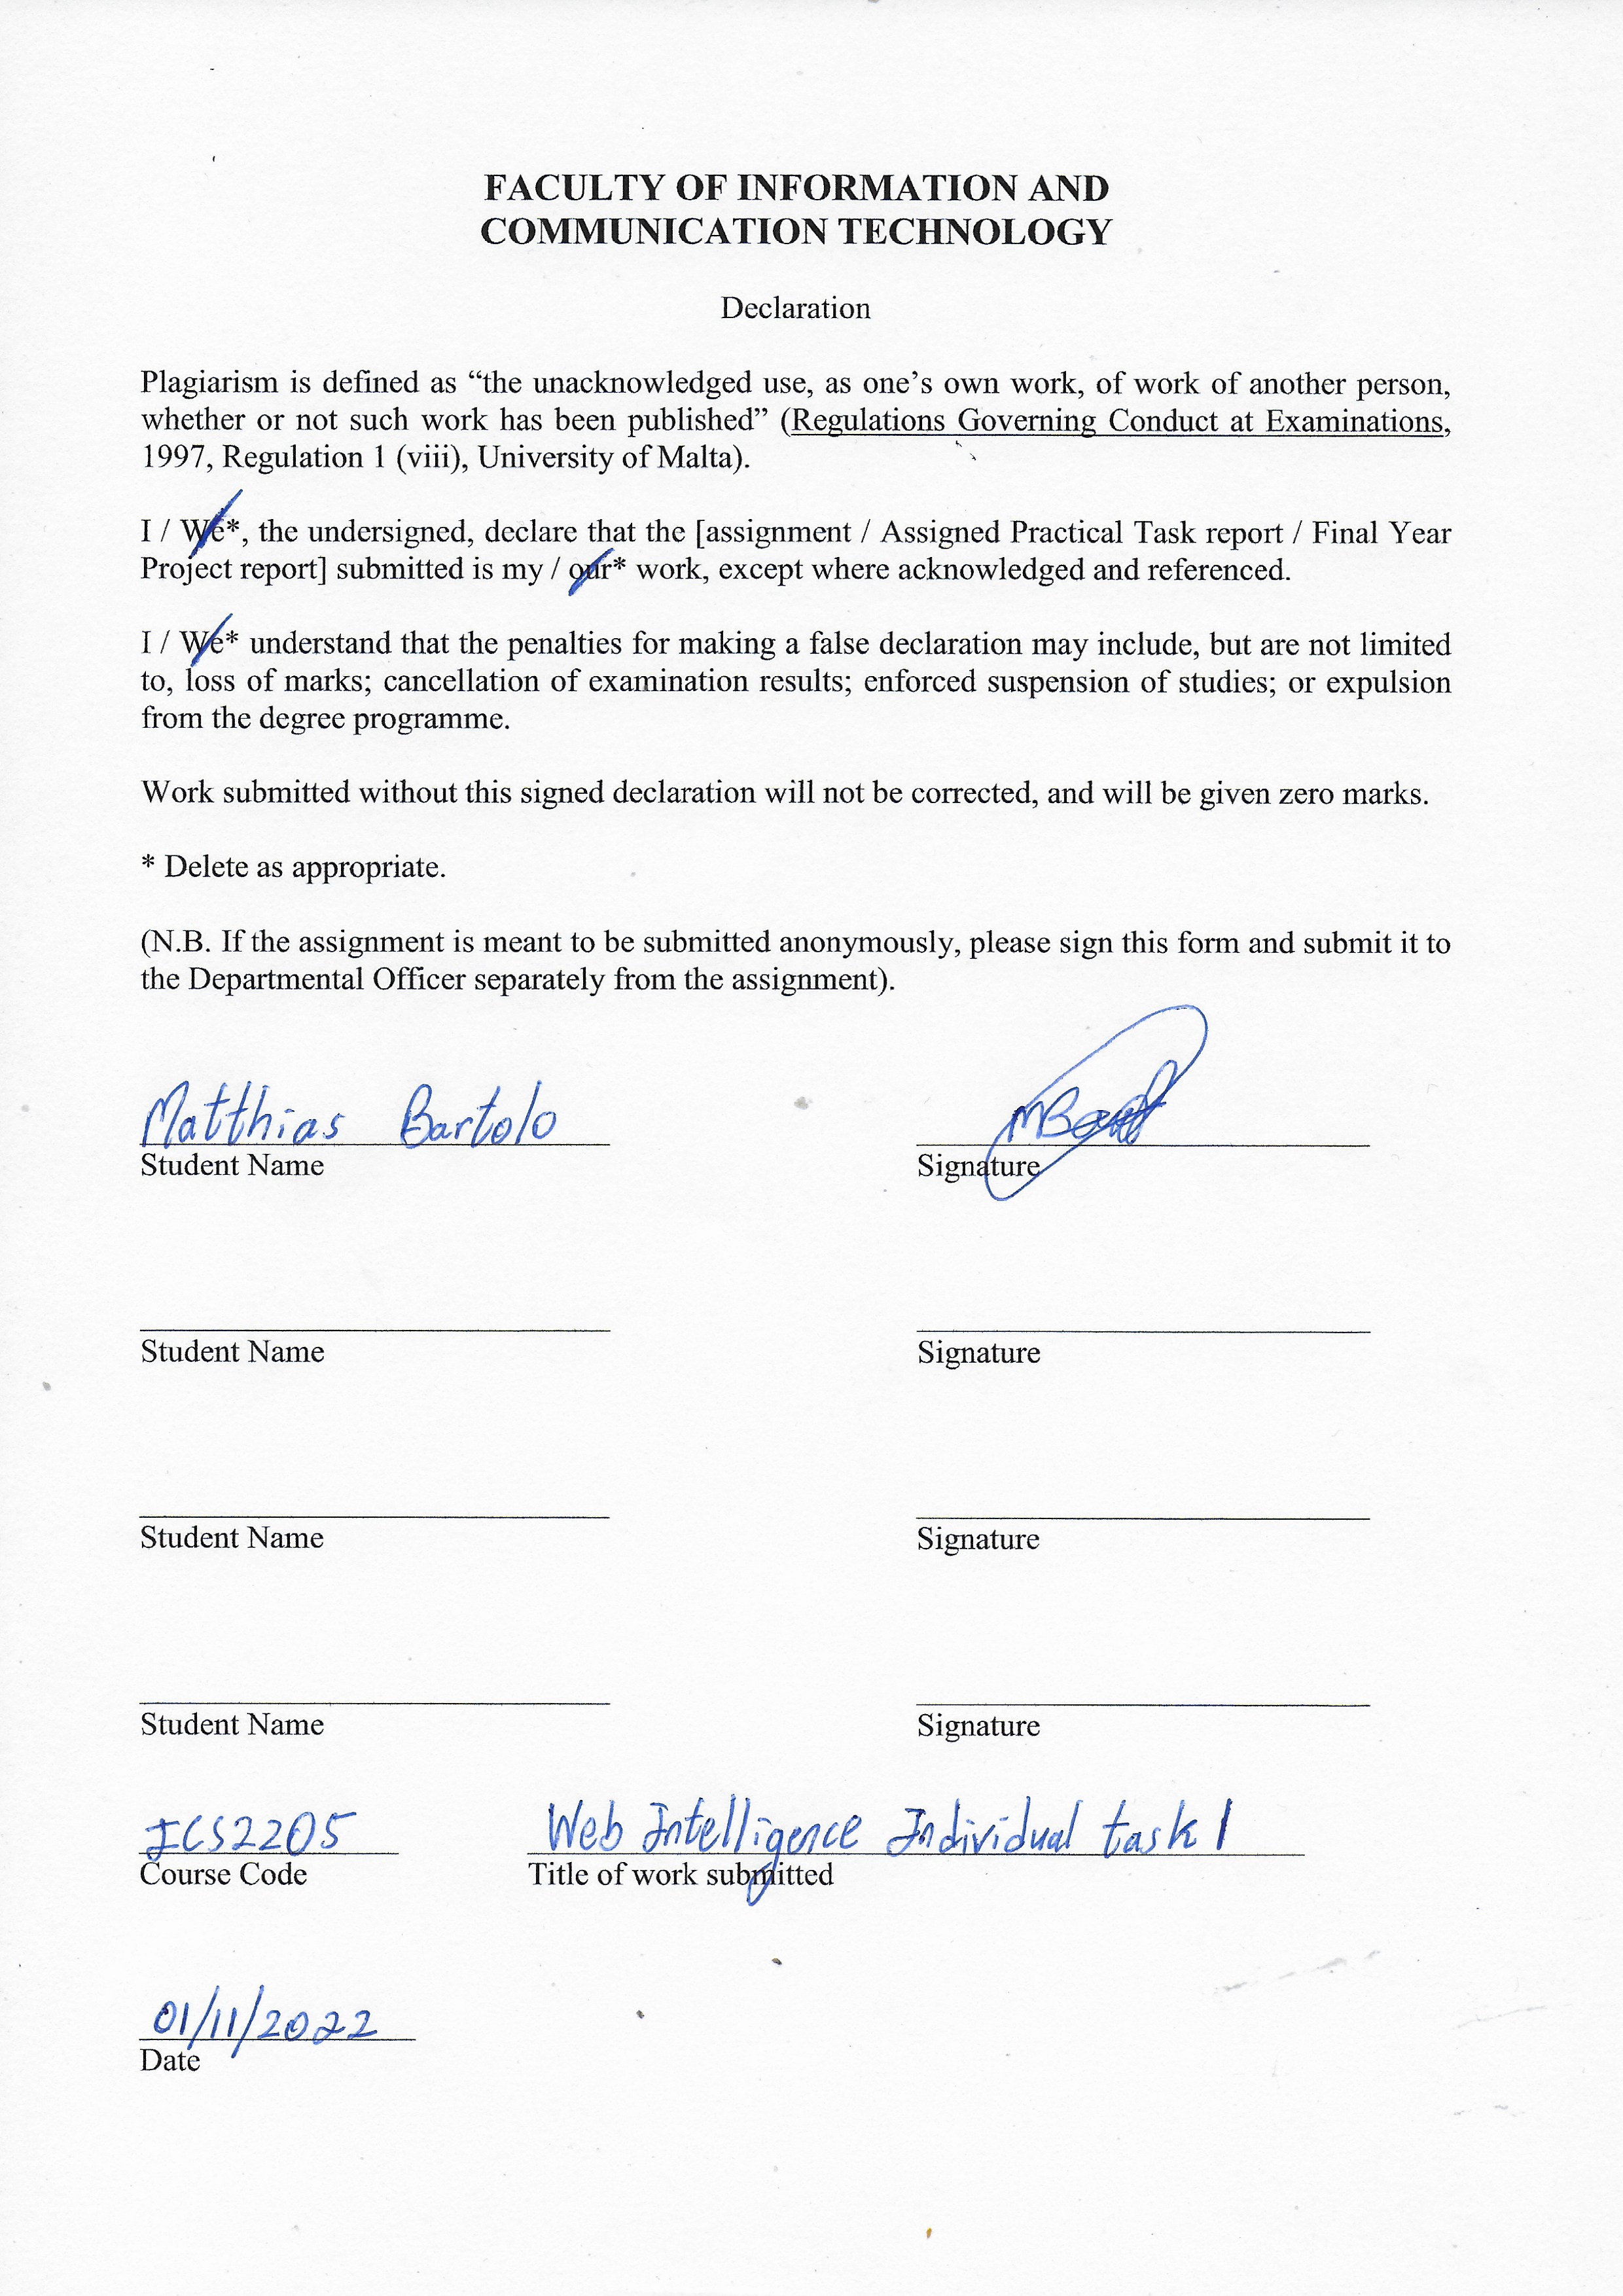 FACULTY OF INFORMATION AND
COMMUNICATION TECHNOLOGY
Declaration
Plagiarism is defined as “the unacknowledged use, as one’s own work, of work of another person,
whether or not such work has been published” (Regulations Governing Conduct at Examinations,
1997, Regulation 1 (viii), University of Malta).
I / We*, the undersigned, declare that the [assignment / Assigned Practical Task report / Final Year
Project report] submitted is my / our* work, except where acknowledged and referenced.
I / We* understand that the penalties for making a false declaration may include, but are not limited
to, loss of marks; cancellation of examination results; enforced suspension of studies; or expulsion
from the degree programme.
Work submitted without this signed declaration will not be corrected, and will be given zero marks.
* Delete as appropriate.
(N.B. If the assignment is meant to be submitted anonymously, please sign this form and submit it to
the Departmental Officer separately from the assignment).
Matthias Bartolo
Student Name Signature
Student Name Signature
Student Name Signature
Student Name Signature
ICS2205 Web Intelligence Individual task 1
Course Code Title of work submitted
01/11/2022
Date